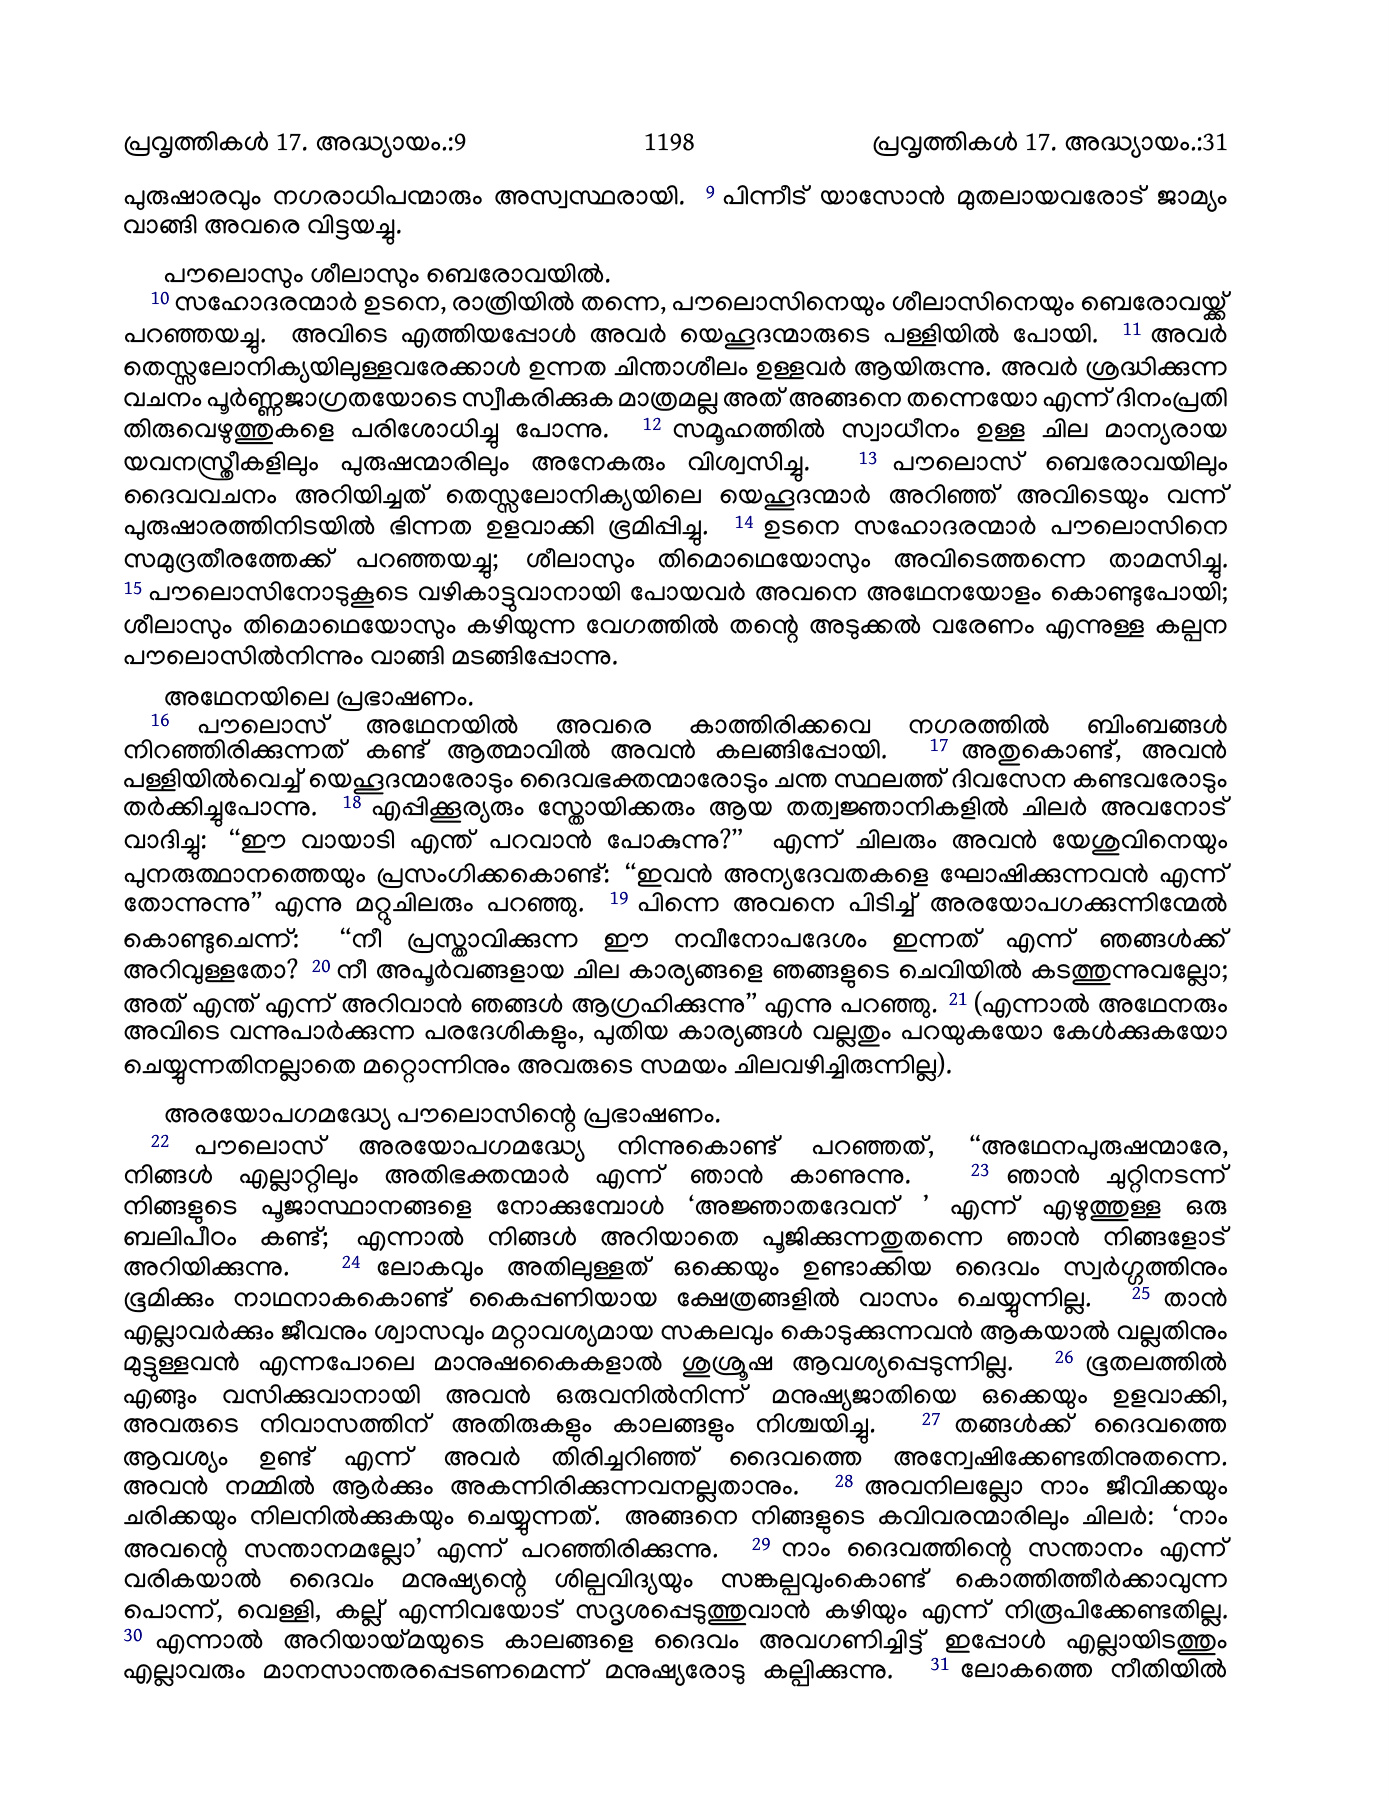 പ്രവൃത്തികൾ 17. അദ്ധ്യായം.:9 1198 പ്രവൃത്തികൾ 17. അദ്ധ്യായം.:31
പുരുഷാരവും നഗരാധിപന്മാരും അസ്വസ്ഥരായി. 9 പിന്നീട് യാസോൻ മുതലായവരോട് ജാമ്യം
വാങ്ങി അവരെ വിട്ടയച്ചു.
പൗലൊസും ശീലാസും ബെരോവയിൽ.
10 സഹോദരന്മാർ ഉടനെ, രാത്രിയിൽ തന്നെ, പൗലൊസിനെയും ശീലാസിനെയും ബെരോവയ്ക്ക്
പറഞ്ഞയച്ചു. അവിടെ എത്തിയപ്പോൾ അവർ യെഹൂദന്മാരുടെ പള്ളിയിൽ പോയി. 11 അവർ
തെസ്സലോനിക്യയിലുള്ളവരേക്കാൾ ഉന്നത ചിന്താശീലം ഉള്ളവർ ആയിരുന്നു. അവർ ശ്രദ്ധിക്കുന്ന
വചനം പൂർണ്ണജാഗ്രതയോടെ സ്വീകരിക്കുക മാത്രമല്ല അത് അങ്ങനെ തന്നെയോ എന്ന് ദിനംപ്രതി
തിരുവെഴുത്തുകളെ പരിശോധിച്ചു പോന്നു. 12 സമൂഹത്തിൽ സ്വാധീനം ഉള്ള ചില മാന്യരായ
യവനസ്ത്രീകളിലും പുരുഷന്മാരിലും അനേകരും വിശ്വസിച്ചു. 13 പൗലൊസ് ബെരോവയിലും
ദൈവവചനം അറിയിച്ചത് തെസ്സലോനിക്യയിലെ യെഹൂദന്മാർ അറിഞ്ഞ് അവിടെയും വന്ന്
പുരുഷാരത്തിനിടയിൽ ഭിന്നത ഉളവാക്കി ഭ്രമിപ്പിച്ചു. 14 ഉടനെ സഹോദരന്മാർ പൗലൊസിനെ
സമുദ്രതീരത്തേക്ക് പറഞ്ഞയച്ചു; ശീലാസും തിമൊഥെയോസും അവിടെത്തന്നെ താമസിച്ചു.
15 പൗലൊസിനോടുകൂടെ വഴികാട്ടുവാനായി പോയവർ അവനെ അഥേനയോളം കൊണ്ടുപോയി;
ശീലാസും തിമൊഥെയോസും കഴിയുന്ന വേഗത്തിൽ തന്റെ അടുക്കൽ വരേണം എന്നുള്ള കല്പന
പൗലൊസിൽനിന്നും വാങ്ങി മടങ്ങിപ്പോന്നു.
അഥേനയിലെ പ്രഭാഷണം.
16 പൗലൊസ് അഥേനയിൽ അവരെ കാത്തിരിക്കവെ നഗരത്തിൽ ബിംബങ്ങൾ
നിറഞ്ഞിരിക്കുന്നത് കണ്ട് ആത്മാവിൽ അവൻ കലങ്ങിപ്പോയി. 17 അതുകൊണ്ട്, അവൻ
പള്ളിയിൽവെച്ച് യെഹൂദന്മാരോടും ദൈവഭക്തന്മാരോടും ചന്ത സ്ഥലത്ത് ദിവസേന കണ്ടവരോടും
തർക്കിച്ചുപോന്നു. 18 എപ്പിക്കൂര്യരും സ്തോയിക്കരും ആയ തത്വജ്ഞാനികളിൽ ചിലർ അവനോട്
വാദിച്ചു: “ഈ വായാടി എന്ത് പറവാൻ പോകുന്നു?” എന്ന് ചിലരും അവൻ യേശുവിനെയും
പുനരുത്ഥാനത്തെയും പ്രസംഗിക്കകൊണ്ട്: “ഇവൻ അന്യദേവതകളെ ഘോഷിക്കുന്നവൻ എന്ന്
തോന്നുന്നു” എന്നു മറ്റുചിലരും പറഞ്ഞു. 19 പിന്നെ അവനെ പിടിച്ച് അരയോപഗക്കുന്നിന്മേൽ
കൊണ്ടുചെന്ന്: “നീ പ്രസ്താവിക്കുന്ന ഈ നവീനോപദേശം ഇന്നത് എന്ന് ഞങ്ങൾക്ക്
അറിവുള്ളതോ? 20 നീ അപൂർവങ്ങളായ ചില കാര്യങ്ങളെ ഞങ്ങളുടെ ചെവിയിൽ കടത്തുന്നുവല്ലോ;
അത് എന്ത് എന്ന് അറിവാൻ ഞങ്ങൾ ആഗ്രഹിക്കുന്നു” എന്നു പറഞ്ഞു. 21 (എന്നാൽ അഥേനരും
അവിടെ വന്നുപാർക്കുന്ന പരദേശികളും, പുതിയ കാര്യങ്ങൾ വല്ലതും പറയുകയോ കേൾക്കുകയോ
ചെയ്യുന്നതിനല്ലാതെ മറ്റൊന്നിനും അവരുടെ സമയം ചിലവഴിച്ചിരുന്നില്ല).
അരയോപഗമദ്ധ്യേ പൗലൊസിന്റെ പ്രഭാഷണം.
22 പൗലൊസ് അരയോപഗമദ്ധ്യേ നിന്നുകൊണ്ട് പറഞ്ഞത്, “അഥേനപുരുഷന്മാരേ,
നിങ്ങൾ എല്ലാറ്റിലും അതിഭക്തന്മാർ എന്ന് ഞാൻ കാണുന്നു. 23 ഞാൻ ചുറ്റിനടന്ന്
നിങ്ങളുടെ പൂജാസ്ഥാനങ്ങളെ നോക്കുമ്പോൾ ‘അജ്ഞാതദേവന് ’ എന്ന് എഴുത്തുള്ള ഒരു
ബലിപീഠം കണ്ട്; എന്നാൽ നിങ്ങൾ അറിയാതെ പൂജിക്കുന്നതുതന്നെ ഞാൻ നിങ്ങളോട്
അറിയിക്കുന്നു. 24 ലോകവും അതിലുള്ളത് ഒക്കെയും ഉണ്ടാക്കിയ ദൈവം സ്വർഗ്ഗത്തിനും
ഭൂമിക്കും നാഥനാകകൊണ്ട് കൈപ്പണിയായ ക്ഷേത്രങ്ങളിൽ വാസം ചെയ്യുന്നില്ല. 25 താൻ
എല്ലാവർക്കും ജീവനും ശ്വാസവും മറ്റാവശ്യമായ സകലവും കൊടുക്കുന്നവൻ ആകയാൽ വല്ലതിനും
മുട്ടുള്ളവൻ എന്നപോലെ മാനുഷകൈകളാൽ ശുശ്രൂഷ ആവശ്യപ്പെടുന്നില്ല. 26 ഭൂതലത്തിൽ
എങ്ങും വസിക്കുവാനായി അവൻ ഒരുവനിൽനിന്ന് മനുഷ്യജാതിയെ ഒക്കെയും ഉളവാക്കി,
അവരുടെ നിവാസത്തിന് അതിരുകളും കാലങ്ങളും നിശ്ചയിച്ചു. 27 തങ്ങൾക്ക് ദൈവത്തെ
ആവശ്യം ഉണ്ട് എന്ന് അവർ തിരിച്ചറിഞ്ഞ് ദൈവത്തെ അന്വേഷിക്കേണ്ടതിനുതന്നെ.
അവൻ നമ്മിൽ ആർക്കും അകന്നിരിക്കുന്നവനല്ലതാനും. 28 അവനിലല്ലോ നാം ജീവിക്കയും
ചരിക്കയും നിലനിൽക്കുകയും ചെയ്യുന്നത്. അങ്ങനെ നിങ്ങളുടെ കവിവരന്മാരിലും ചിലർ: ‘നാം
അവന്റെ സന്താനമല്ലോ’ എന്ന് പറഞ്ഞിരിക്കുന്നു. 29 നാം ദൈവത്തിന്റെ സന്താനം എന്ന്
വരികയാൽ ദൈവം മനുഷ്യന്റെ ശില്പവിദ്യയും സങ്കല്പവുംകൊണ്ട് കൊത്തിത്തീർക്കാവുന്ന
പൊന്ന്, വെള്ളി, കല്ല് എന്നിവയോട് സദൃശപ്പെടുത്തുവാൻ കഴിയും എന്ന് നിരൂപിക്കേണ്ടതില്ല.
30 എന്നാൽ അറിയായ്മയുടെ കാലങ്ങളെ ദൈവം അവഗണിച്ചിട്ട് ഇപ്പോൾ എല്ലായിടത്തും
എല്ലാവരും മാനസാന്തരപ്പെടണമെന്ന് മനുഷ്യരോടു കല്പിക്കുന്നു. 31 ലോകത്തെ നീതിയിൽ